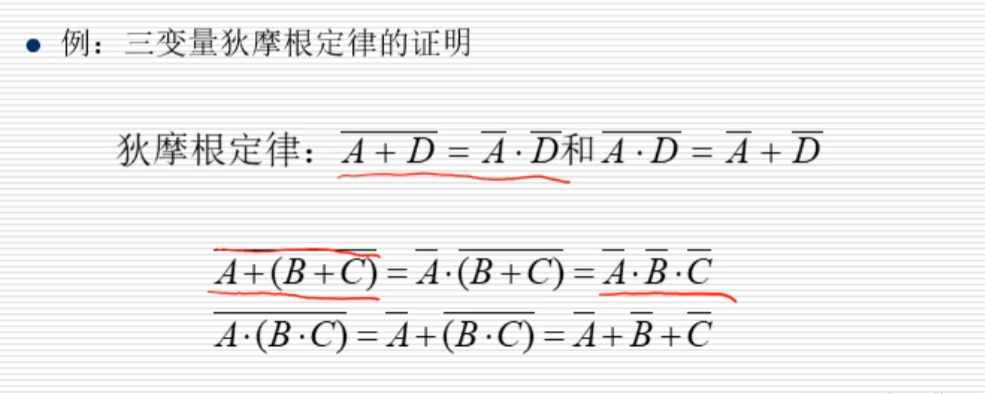 ● 例：三变量狄摩根定律的证明
狄摩根定律：$\overline{A+D}=\overline{A}\cdot\overline{D}$和$\overline{A\cdot D}=\overline{A}+\overline{D}$
$\overline{A+(B+C)}=\overline{A}\cdot\overline{(B+C)}=\overline{A}\cdot\overline{B}\cdot\overline{C}$
$\overline{A\cdot(B\cdot C)}=\overline{A}+\overline{(B\cdot C)}=\overline{A}+\overline{B}+\overline{C}$